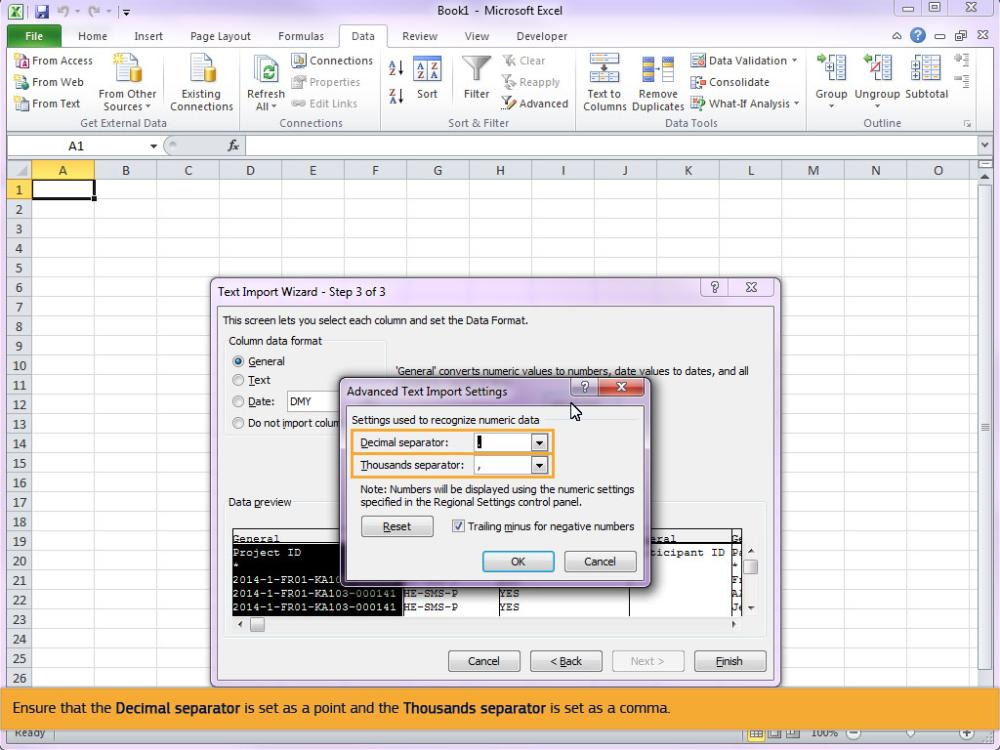 Book1 - Microsoft Excel
File Home Insert Page Layout Formulas Data Review View Developer
From Access
From Web
From Text
From Other Sources
Existing Connections
Get External Data
Refresh All
Connections
Properties
Edit Links
Connections
Sort
Filter
Clear
Reapply
Advanced
Sort & Filter
Text to Columns
Remove Duplicates
Data Validation
Consolidate
What-If Analysis
Data Tools
Group
Ungroup
Subtotal
Outline
A1
fx
A B C D E F G H I J K L M N O
1
2
3
4
5
6
7
8
9
10
11
12
13
14
15
16
17
18
19
20
21
22
23
24
25
26
Text Import Wizard - Step 3 of 3
This screen lets you select each column and set the Data Format.
Column data format
General
Text
Date: DMY
Do not import colum
'General' converts numeric values to numbers, date values to dates, and all
Advanced Text Import Settings
Settings used to recognize numeric data
Decimal separator: .
Thousands separator: ,
Note: Numbers will be displayed using the numeric settings
specified in the Regional Settings control panel.
Reset
Trailing minus for negative numbers
OK Cancel
Data preview
General
Project ID ticipant ID
*
2014-1-FR01-KA10
2014-1-FR01-KA103-000141 HE-SMS-P YES
2014-1-FR01-KA103-000141 HE-SMS-P YES
Cancel < Back Next > Finish
Ensure that the Decimal separator is set as a point and the Thousands separator is set as a comma.
Ready 100%